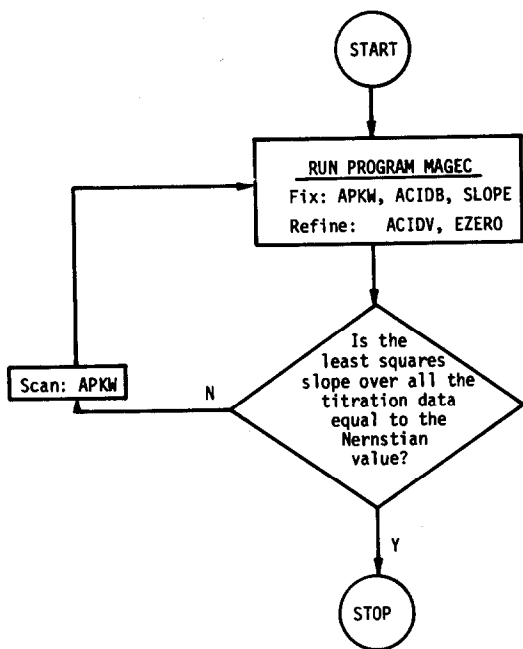 START
RUN PROGRAM MAGEC
Fix: APKW, ACIDB, SLOPE
Refine: ACIDV, EZERO
Is the
least squares
slope over all the
titration data
equal to the
Nernstian
value?
N
Scan: APKW
Y
STOP